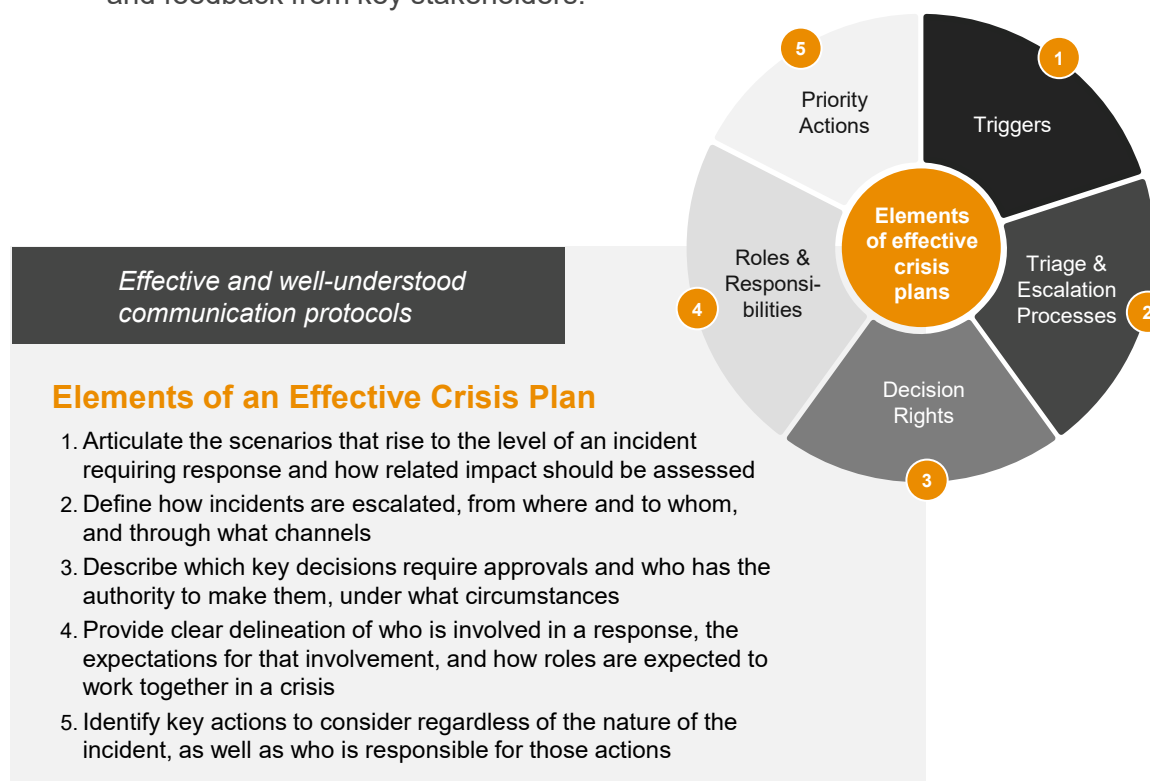 and feedback from key stakeholders.
5
Priority
Actions
1
Triggers
Elements
of effective
crisis
plans
Triage &
Escalation
Processes
2
Decision
Rights
3
Roles &
Responsi-
bilities
4
Effective and well-understood
communication protocols
Elements of an Effective Crisis Plan
1. Articulate the scenarios that rise to the level of an incident
requiring response and how related impact should be assessed
2. Define how incidents are escalated, from where and to whom,
and through what channels
3. Describe which key decisions require approvals and who has the
authority to make them, under what circumstances
4. Provide clear delineation of who is involved in a response, the
expectations for that involvement, and how roles are expected to
work together in a crisis
5. Identify key actions to consider regardless of the nature of the
incident, as well as who is responsible for those actions